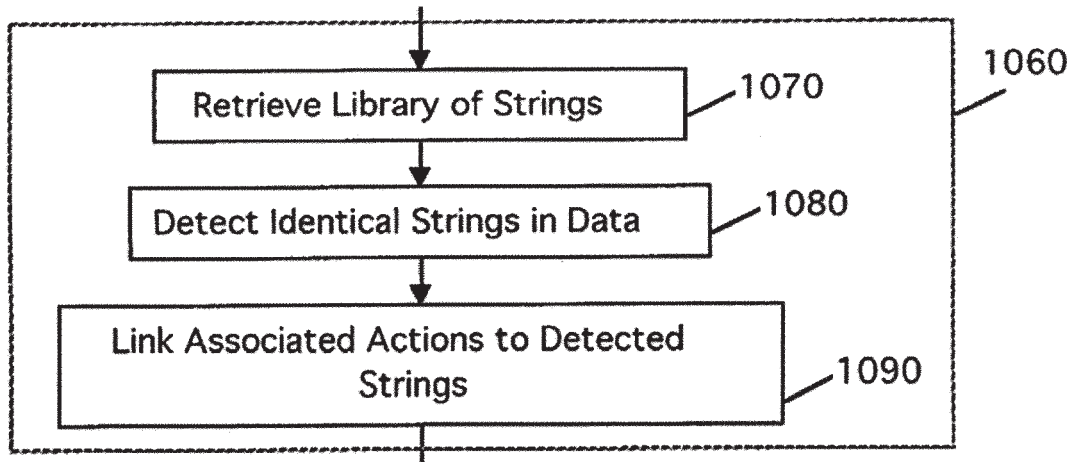 1060
Retrieve Library of Strings
1070
Detect Identical Strings in Data
1080
Link Associated Actions to Detected
Strings
1090